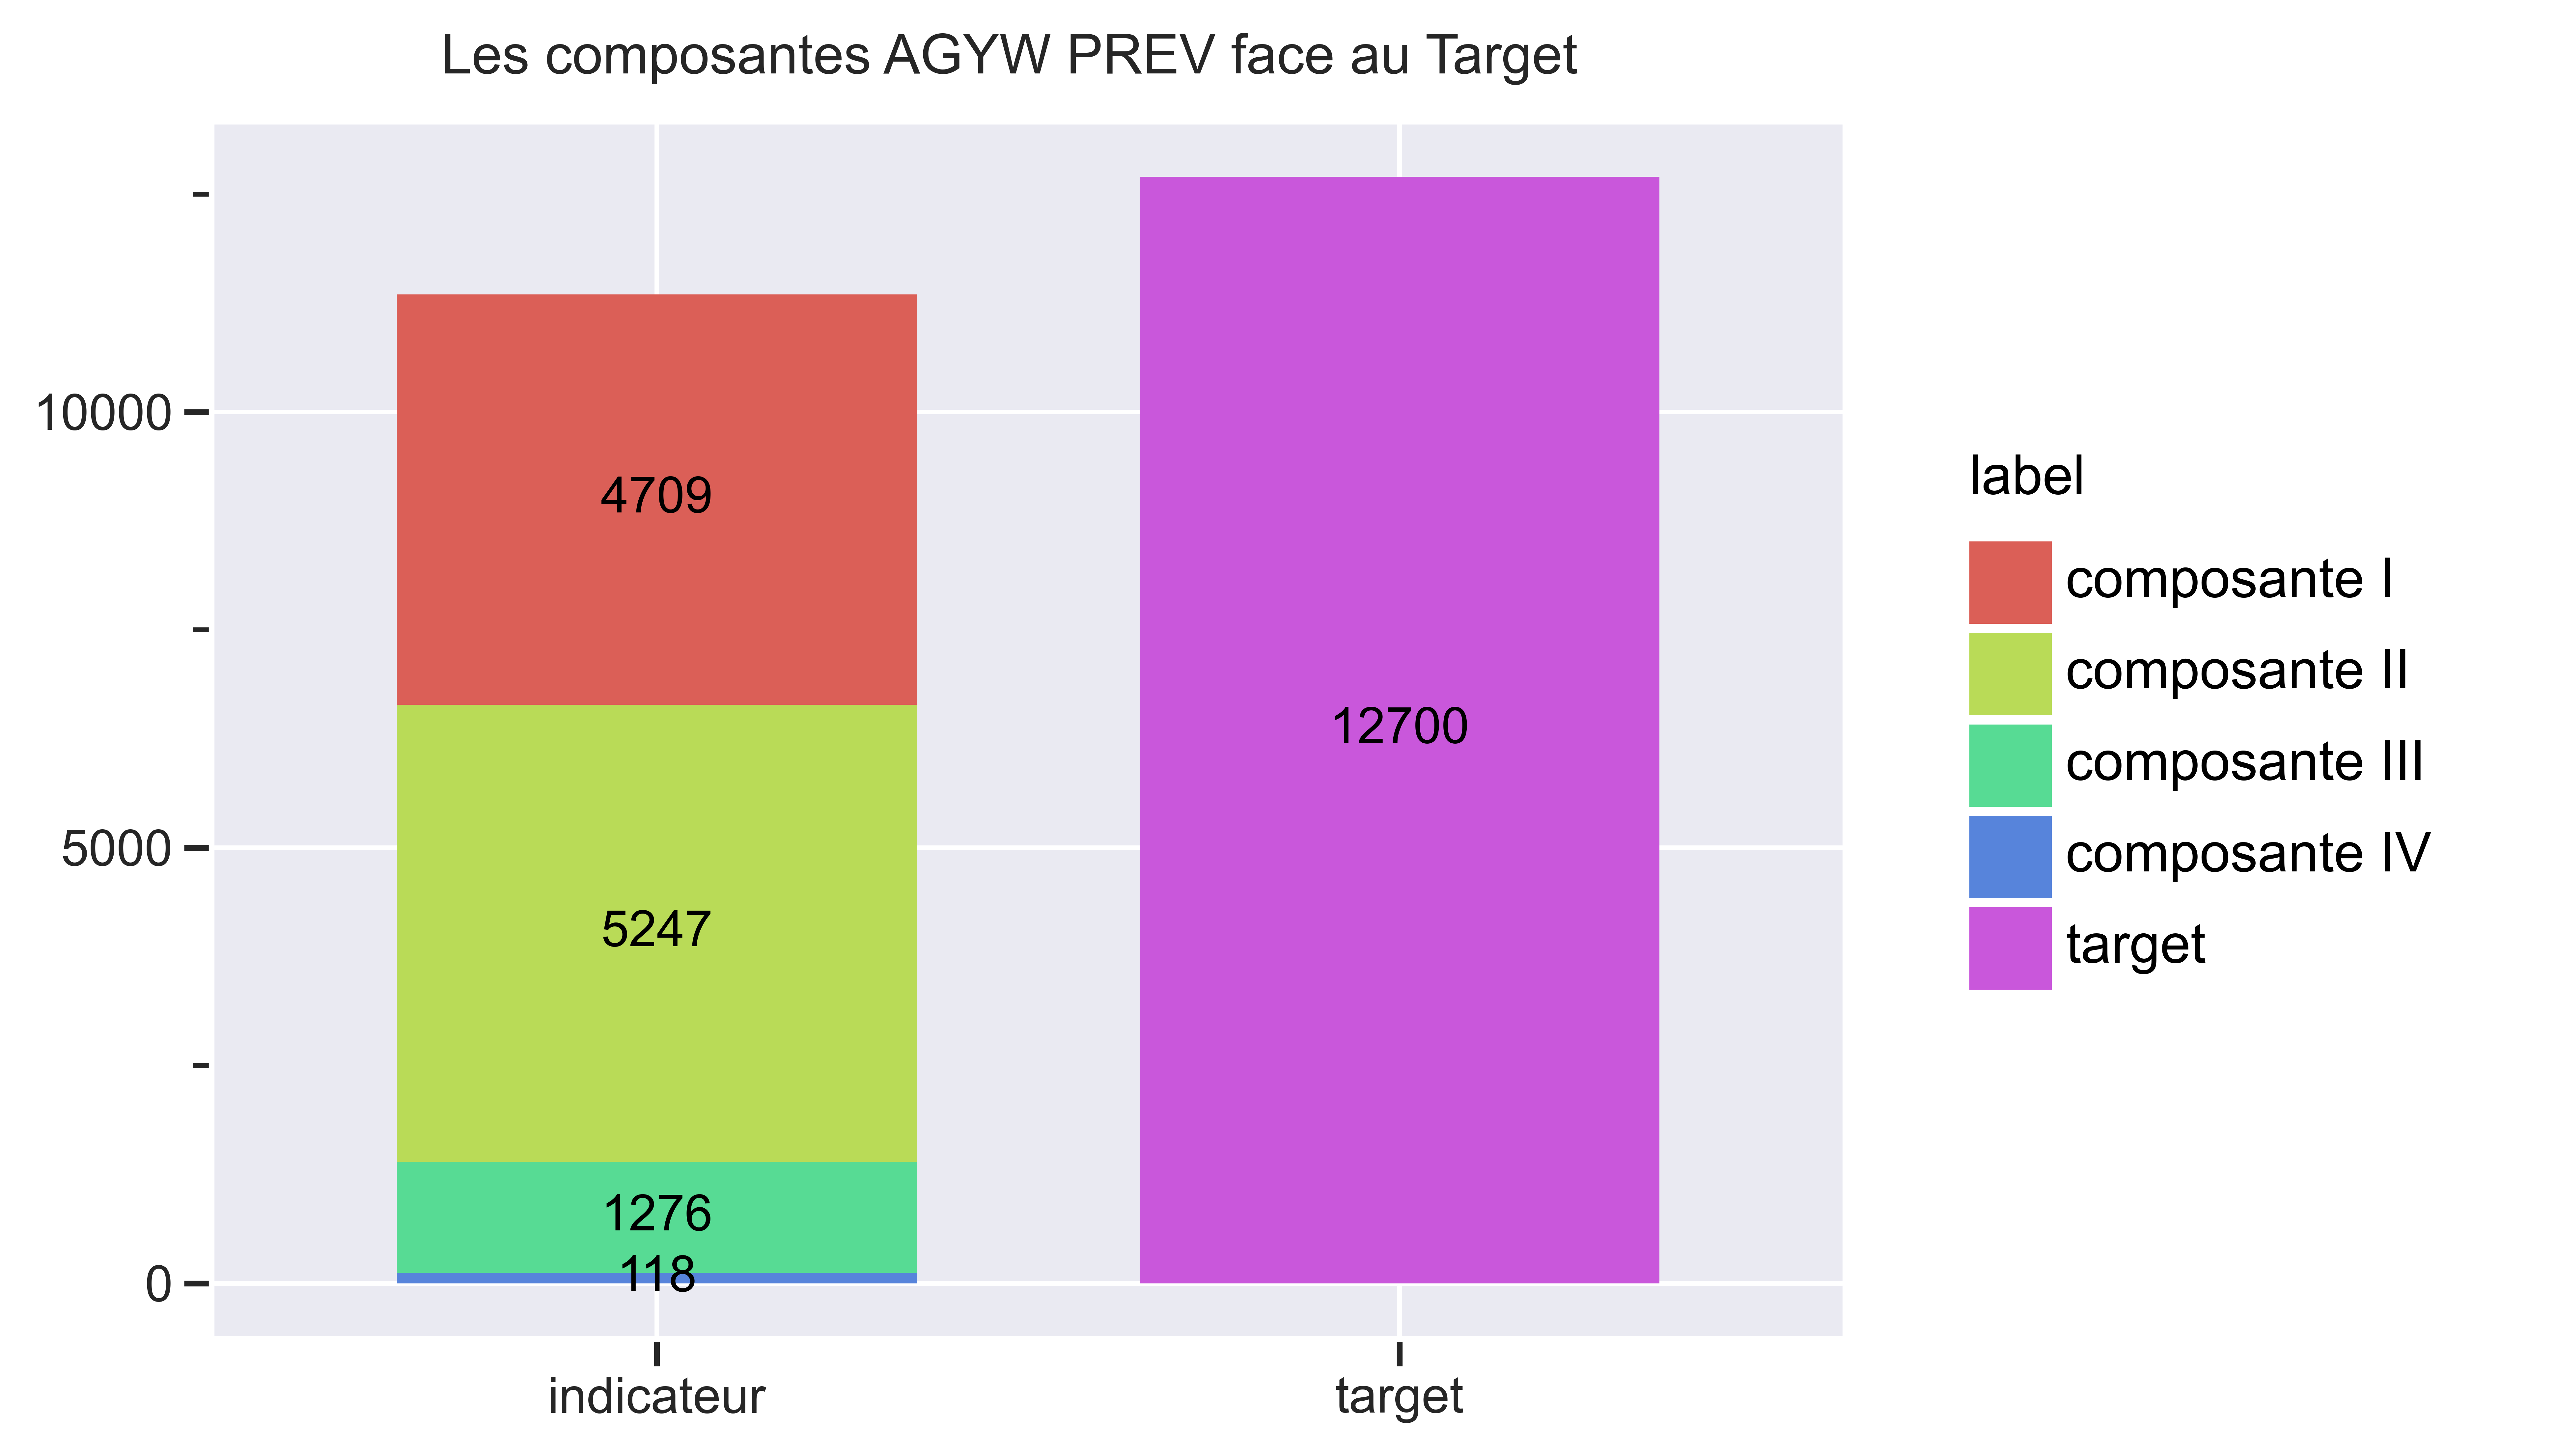 Les composantes AGYW PREV face au Target
10000
5000
0
4709
5247
1276
118
12700
indicateur
target
label
composante I
composante II
composante III
composante IV
target